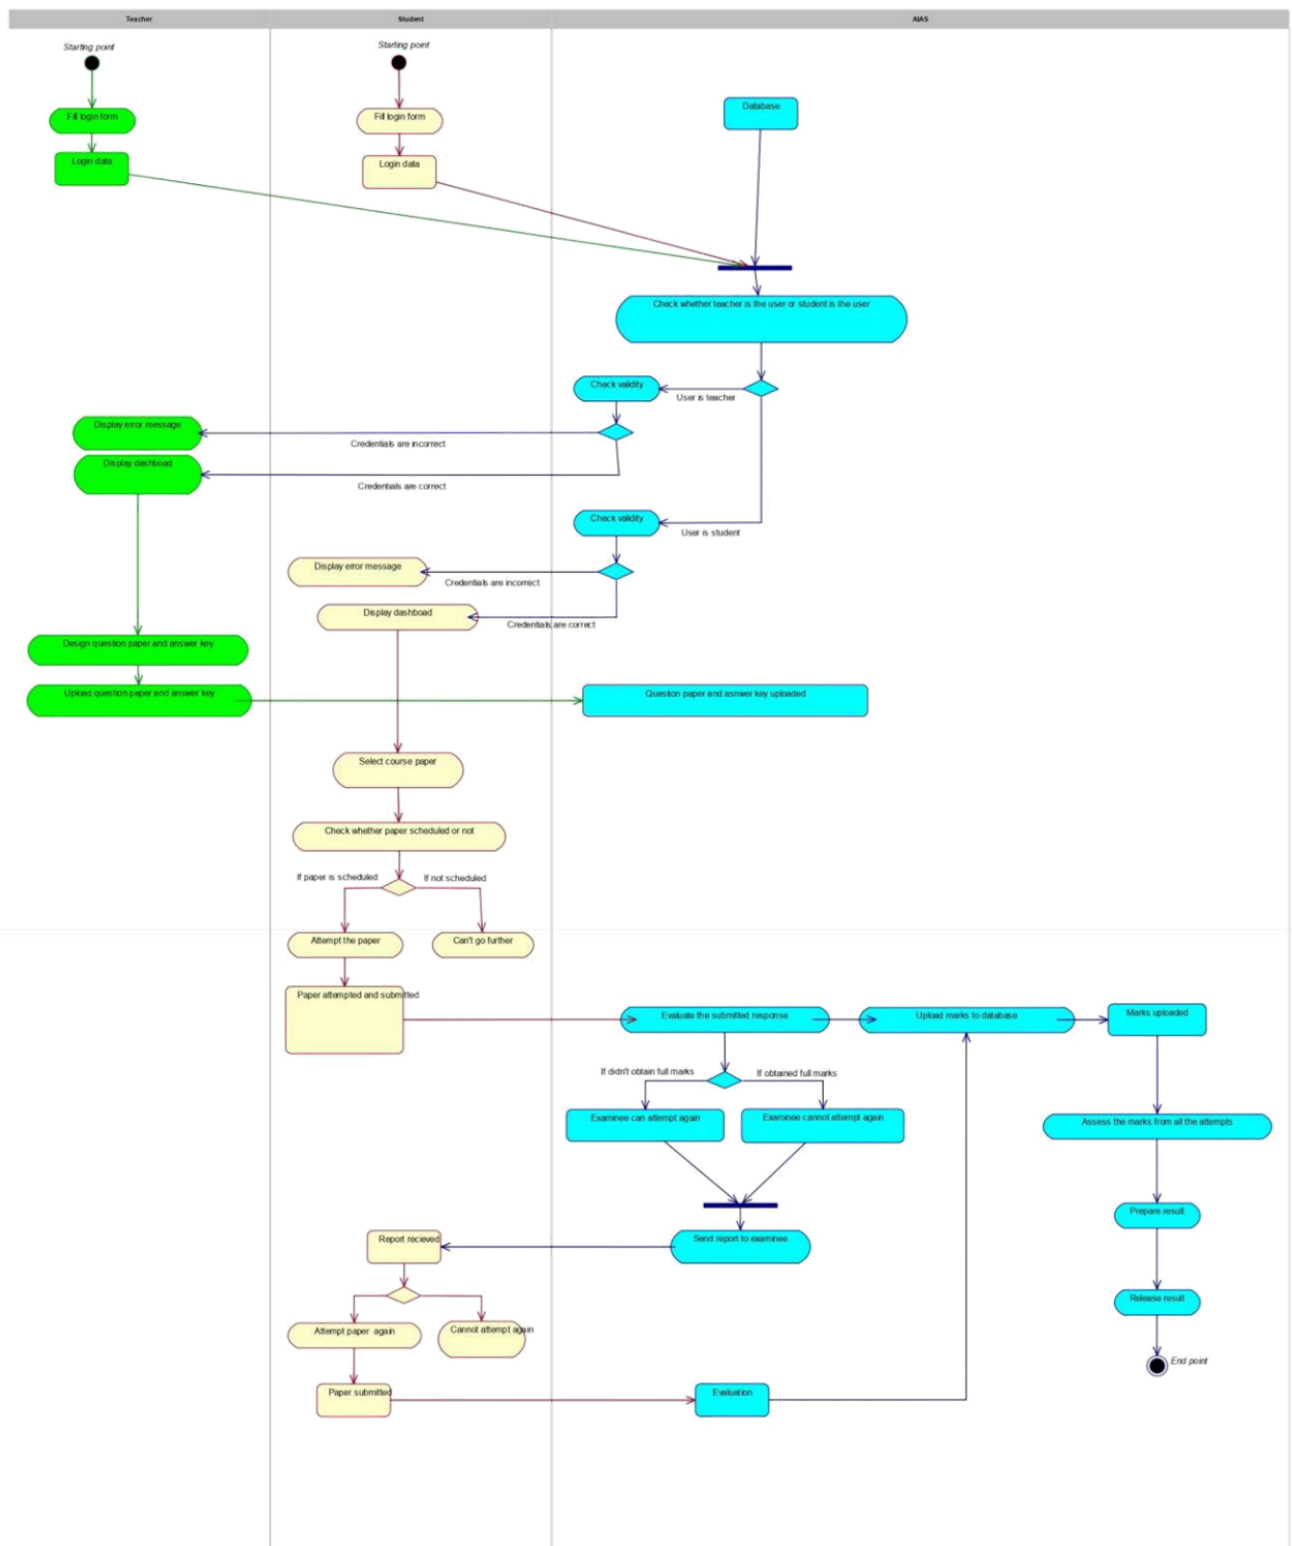 Teacher
Student
AIAS
Starting point
Starting point
Fill login form
Fill login form
Database
Login data
Login data
Check whether teacher is the user or student is the user
Check validity
User is teacher
Display error message
Credentials are incorrect
Display dashboad
Credentials are correct
Check validity
User is student
Display error message
Credentials are incorrect
Display dashboad
Credentials are correct
Design question paper and answer key
Upload question paper and answer key
Question paper and asnwer key uploaded
Select course paper
Check whether paper scheduled or not
If paper is scheduled
If not scheduled
Attempt the paper
Can't go further
Paper attempted and submitted
Evaluate the submitted response
Upload marks to database
Marks uploaded
If didn't obtain full marks
If obtained full marks
Examinee can attempt again
Examinee cannot attempt again
Assess the marks from all the attempts
Prepare result
Report recieved
Send report to examinee
Release result
Attempt paper again
Cannot attempt again
End point
Paper submitted
Evaluation